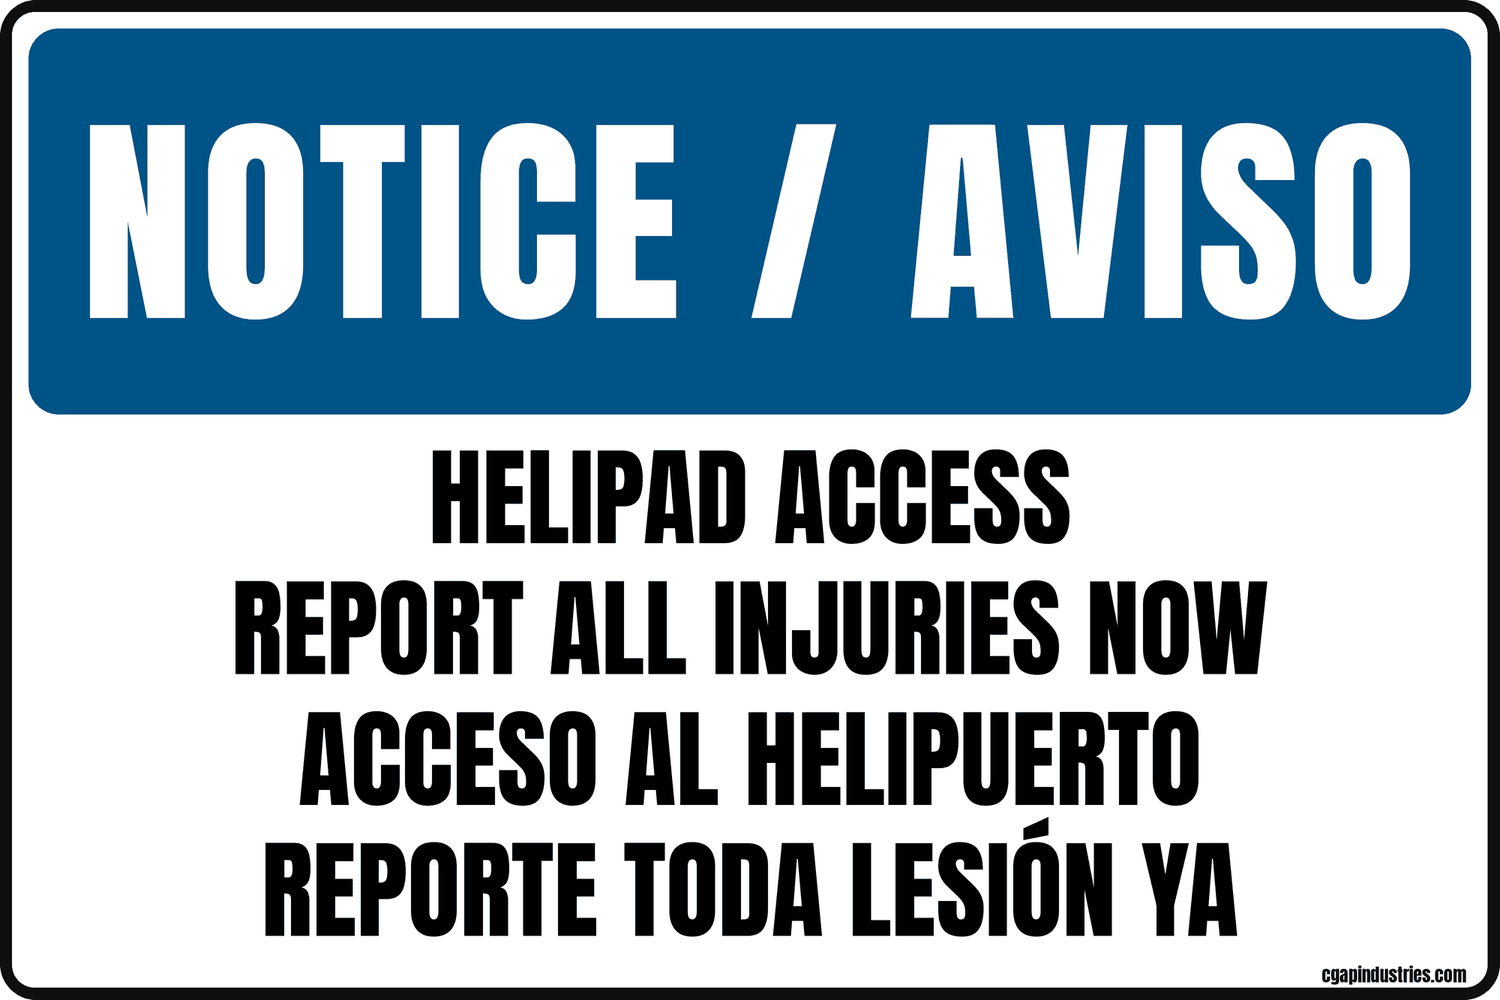 NOTICE / AVISO
HELIPAD ACCESS
REPORT ALL INJURIES NOW
ACCESO AL HELIPUERTO
REPORTE TODA LESIÓN YA
cgapindustries.com